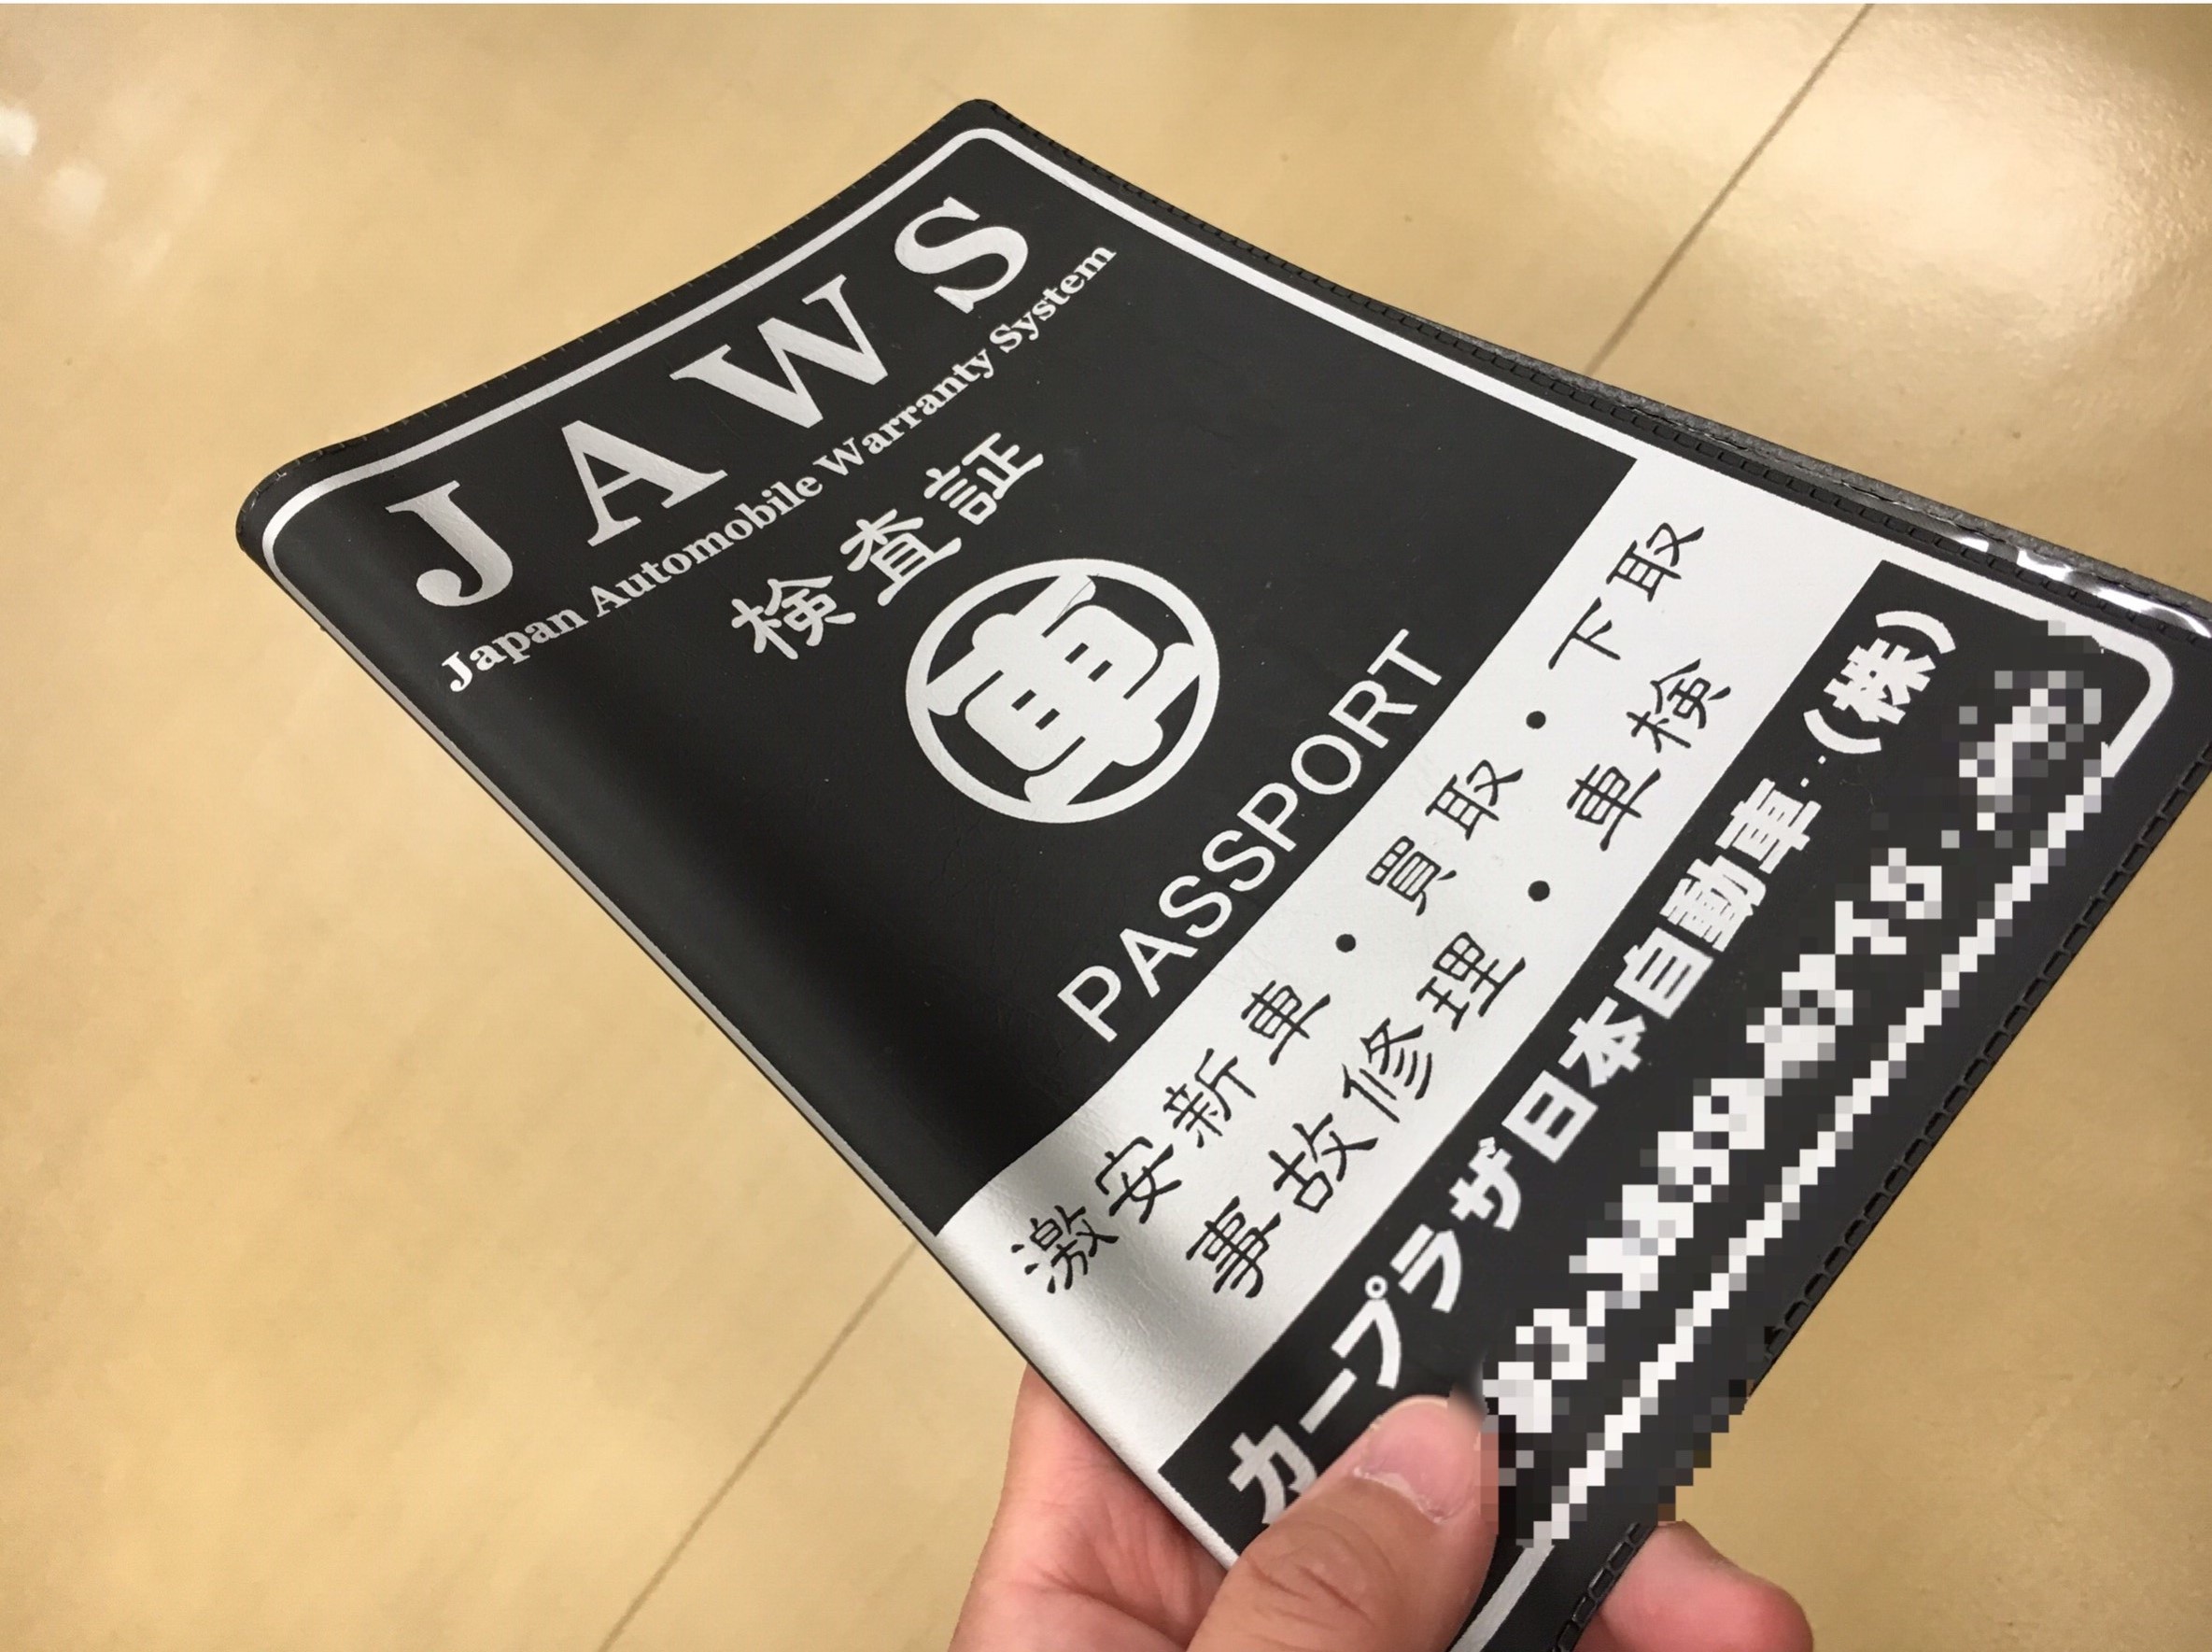 JAWS
Japan Automobile Warranty System
検査証
車
PASSPORT
激安新車・買取・下取
事故修理・車検
カープラザ日本自動車(株)